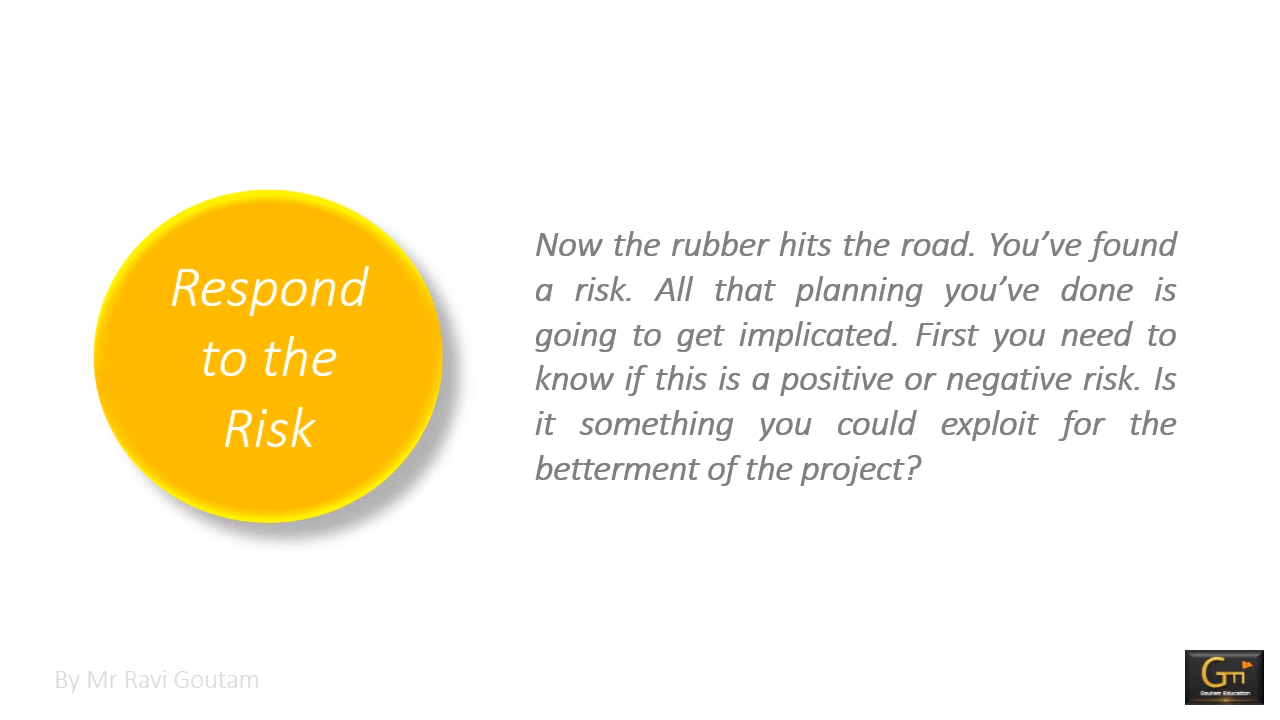 Respond
to the
Risk
Now the rubber hits the road. You’ve found
a risk. All that planning you’ve done is
going to get implicated. First you need to
know if this is a positive or negative risk. Is
it something you could exploit for the
betterment of the project?
By Mr Ravi Goutam
Goutam Education